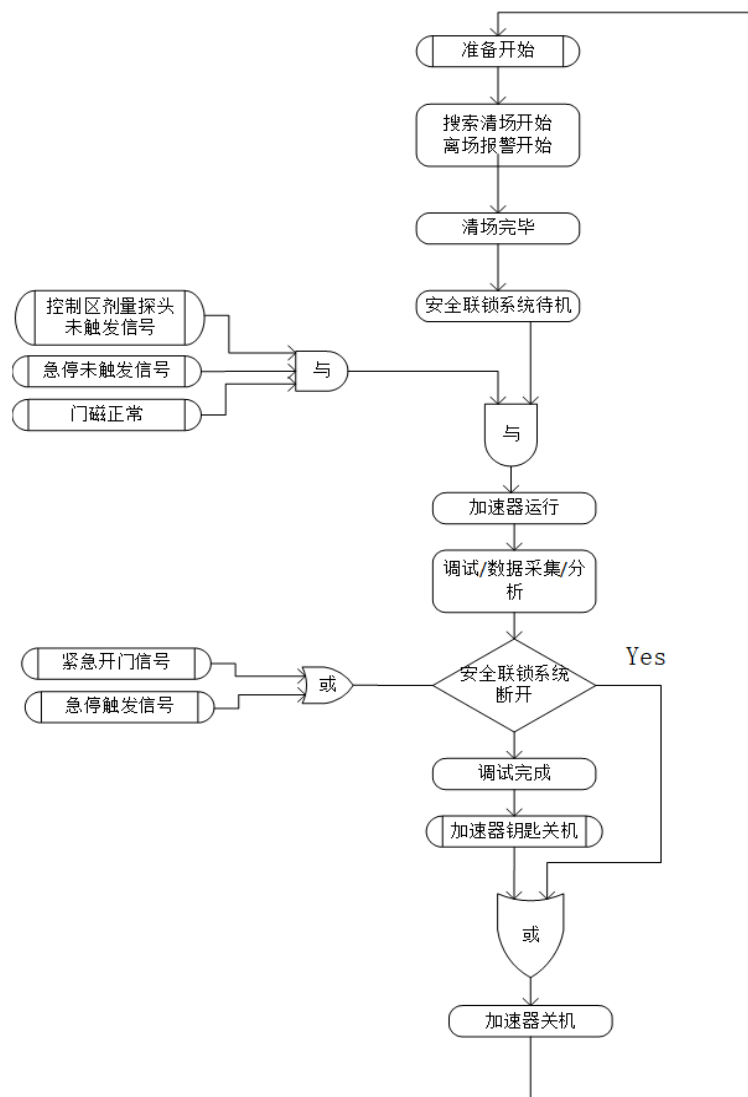 准备开始
搜索清场开始
离场报警开始
清场完毕
安全联锁系统待机
控制区剂量探头
未触发信号
急停未触发信号
门磁正常
与
与
加速器运行
调试/数据采集/分
析
紧急开门信号
急停触发信号
或
安全联锁系统
断开
Yes
调试完成
加速器钥匙关机
或
加速器关机